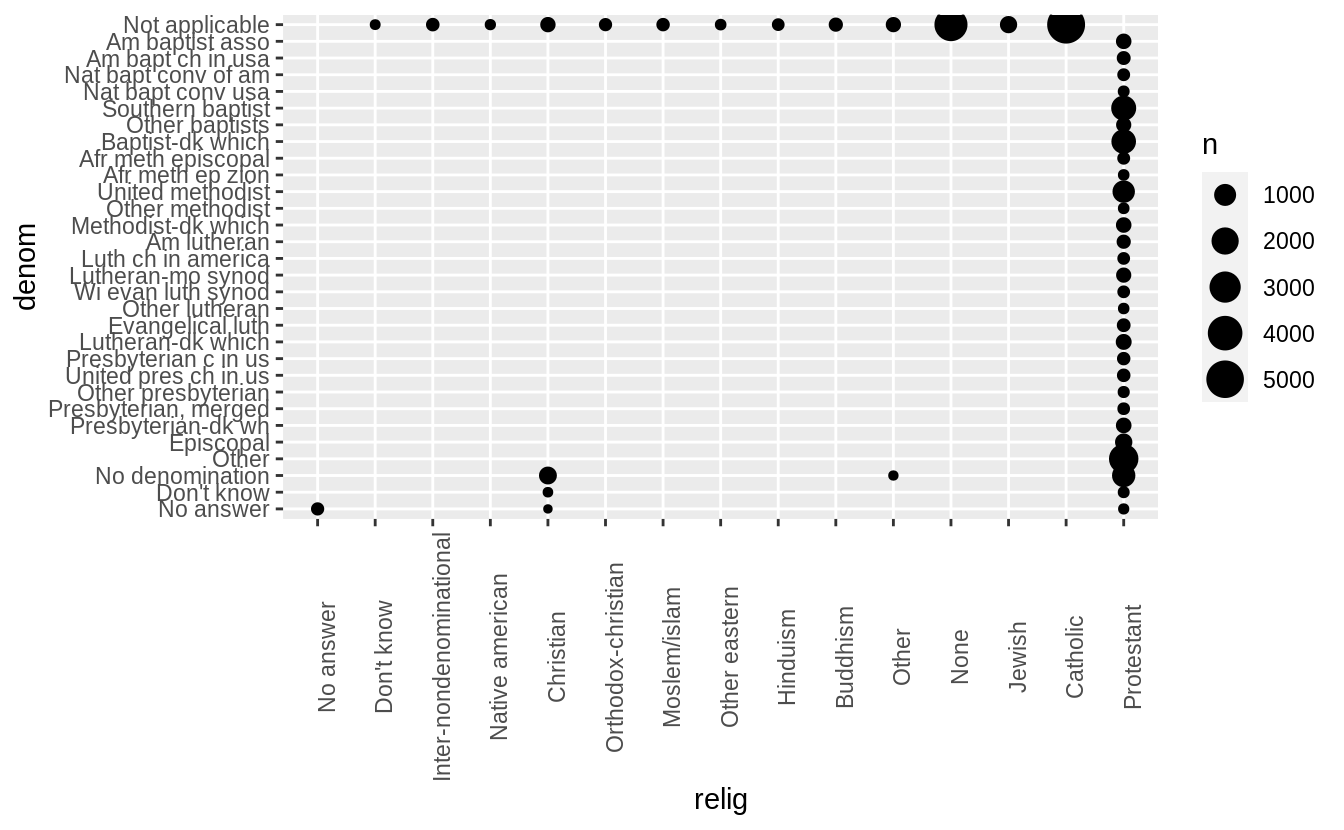 Not applicable
Am baptist asso
Am bapt ch in usa
Nat bapt conv of am
Nat bapt conv usa
Southern baptist
Other baptists
Baptist-dk which
Afr meth episcopal
Afr meth ep zion
United methodist
Other methodist
Methodist-dk which
Am lutheran
Luth ch in america
Lutheran-mo synod
Wi evan luth synod
Other lutheran
Evangelical luth
Lutheran-dk which
Presbyterian c in us
United pres ch in us
Other presbyterian
Presbyterian, merged
Presbyterian-dk wh
Episcopal
Other
No denomination
Don't know
No answer
denom
No answer
Don't know
Inter-nondenominational
Native american
Christian
Orthodox-christian
Moslem/islam
Other eastern
Hinduism
Buddhism
Other
None
Jewish
Catholic
Protestant
relig
n
1000
2000
3000
4000
5000